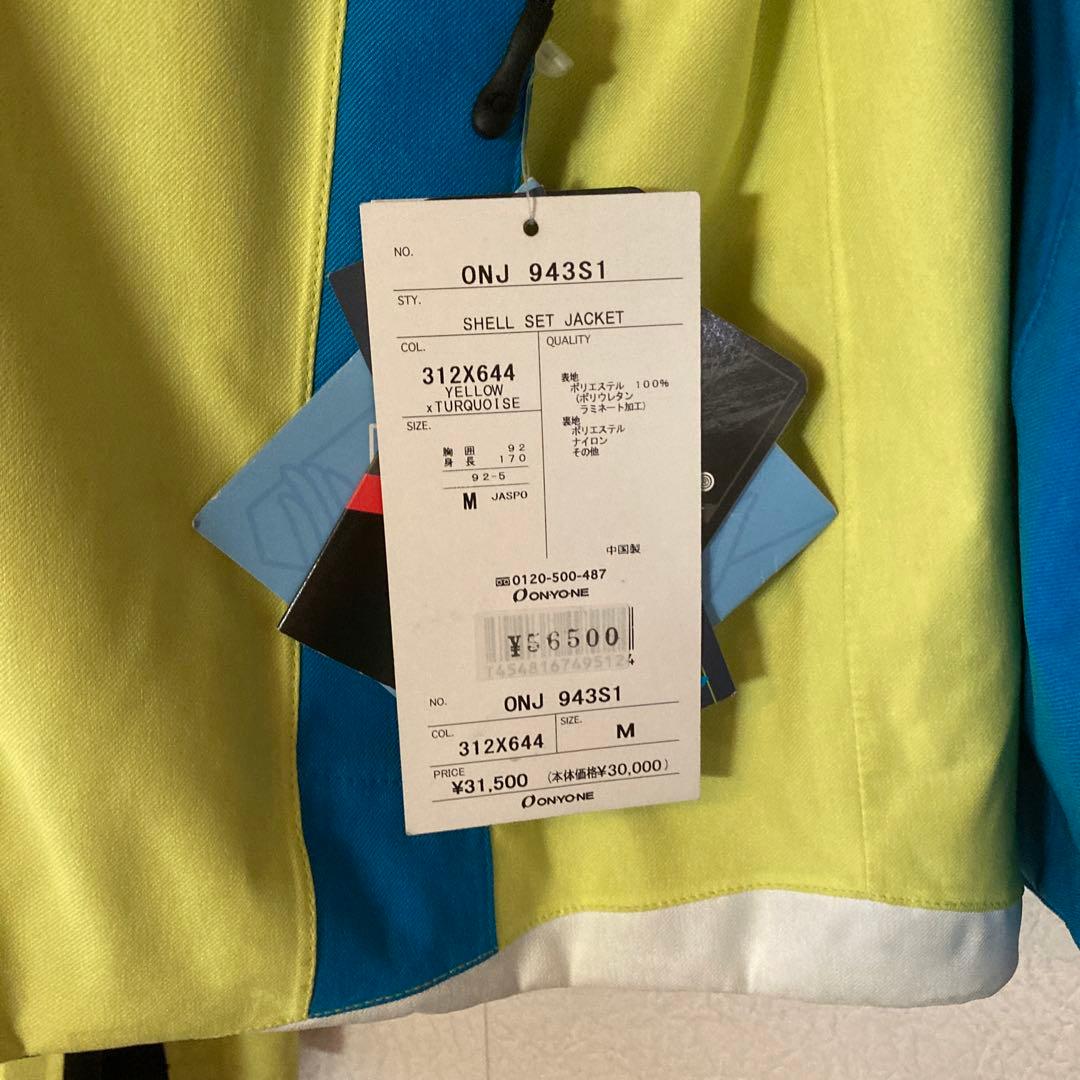 NO.
ONJ 943S1
STY.
SHELL SET JACKET
COL.
312X644
YELLOW
xTURQUOISE
SIZE.
胸囲 92
身長 170
92-5
M JASPO
QUALITY
表地
ポリエステル 100%
(ポリウレタン
ラミネート加工)
裏地
ポリエステル
ナイロン
その他
中国製
0120-500-487
ONYONE
¥56500
NO. ONJ 943S1
COL. 312X644
SIZE. M
PRICE
¥31,500 (本体価格¥30,000)
ONYONE